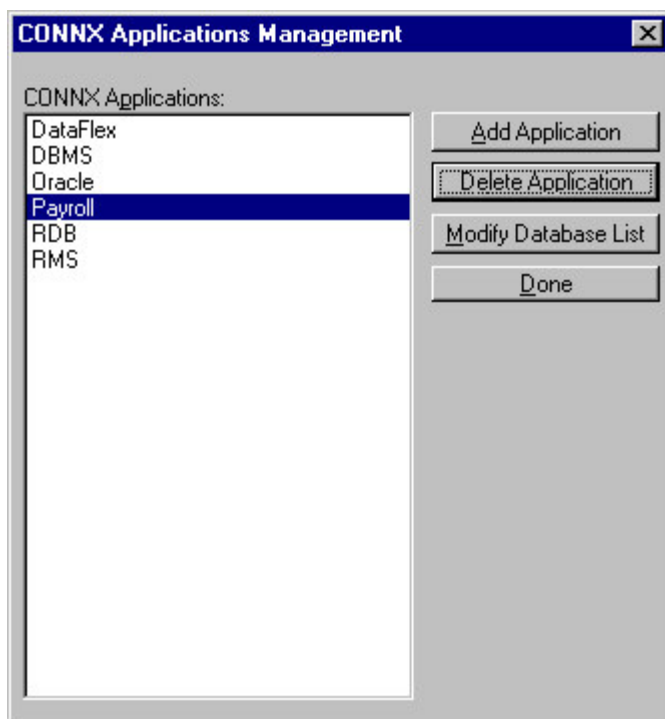 CONNX Applications Management
CONNX Applications:
DataFlex
DBMS
Oracle
Payroll
RDB
RMS
Add Application
Delete Application
Modify Database List
Done